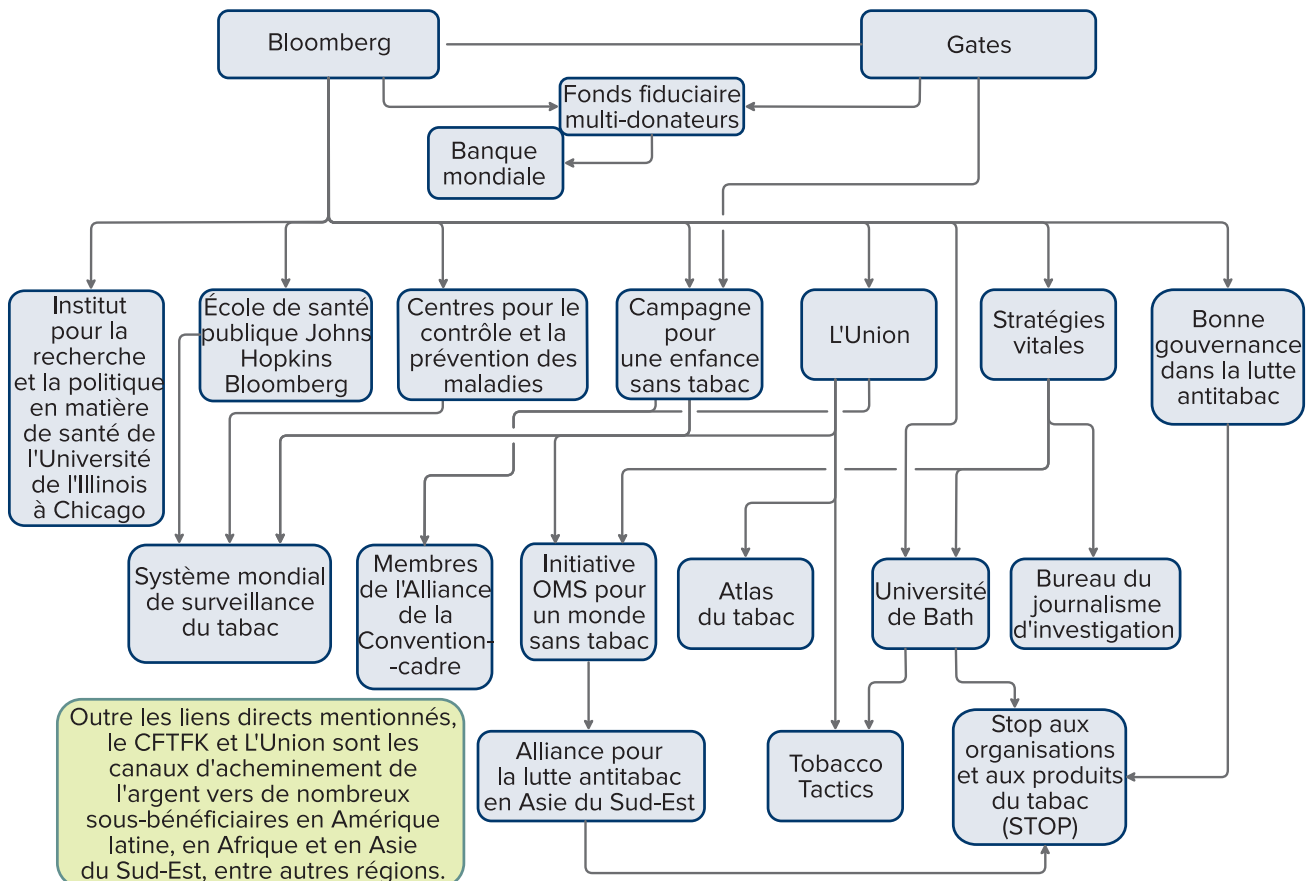 Bloomberg
Gates
Fonds fiduciaire
multi-donateurs
Banque
mondiale
Institut
pour la
recherche
et la politique
en matière
de santé de
l'Université
de l'Illinois
à Chicago
École de santé
publique Johns
Hopkins
Bloomberg
Centres pour le
contrôle et la
prévention des
maladies
Campagne
pour
une enfance
sans tabac
L'Union
Stratégies
vitales
Bonne
gouvernance
dans la lutte
antitabac
Système mondial
de surveillance
du tabac
Membres
de l'Alliance
de la
Convention-
-cadre
Initiative
OMS pour
un monde
sans tabac
Atlas
du tabac
Université
de Bath
Bureau du
journalisme
d'investigation
Outre les liens directs mentionnés,
le CFTFK et L'Union sont les
canaux d'acheminement de
l'argent vers de nombreux
sous-bénéficiaires en Amérique
latine, en Afrique et en Asie
du Sud-Est, entre autres régions.
Alliance pour
la lutte antitabac
en Asie du Sud-Est
Tobacco
Tactics
Stop aux
organisations
et aux produits
du tabac
(STOP)